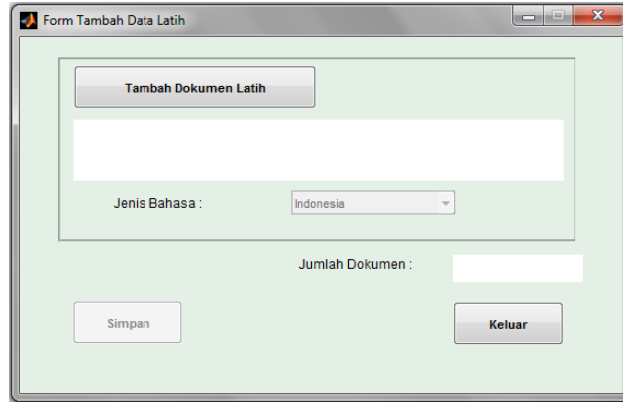 Form Tambah Data Latih
Tambah Dokumen Latih
Jenis Bahasa :
Indonesia
Jumlah Dokumen :
Simpan
Keluar